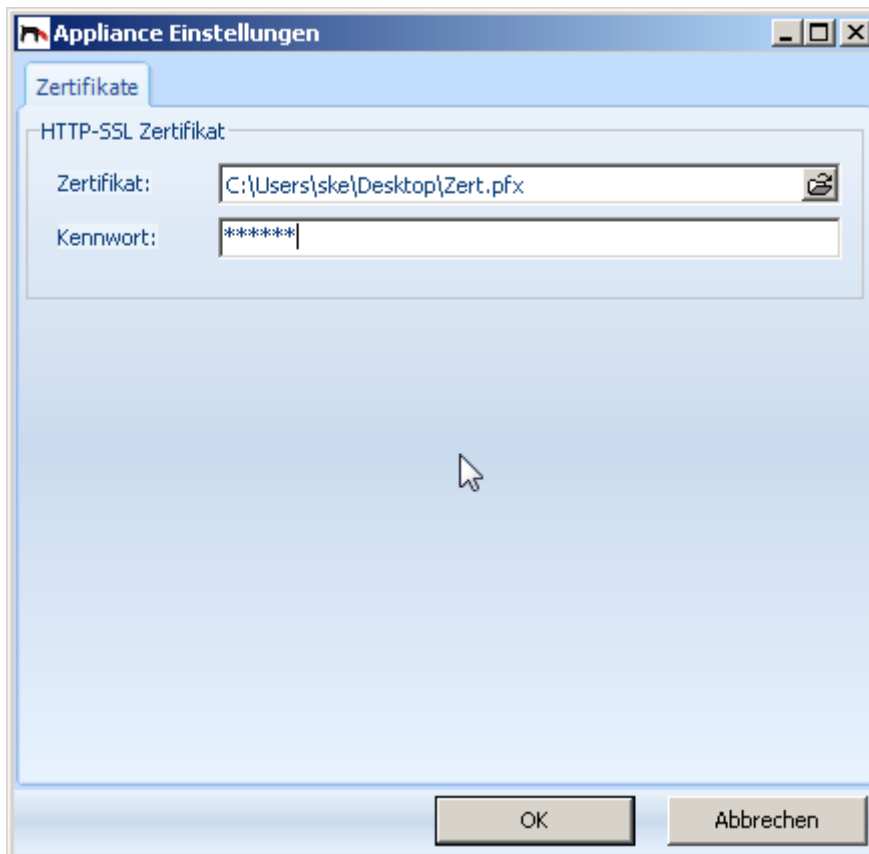 Appliance Einstellungen
Zertifikate
HTTP-SSL Zertifikat
Zertifikat: C:\Users\ske\Desktop\Zert.pfx
Kennwort: ******
OK Abbrechen